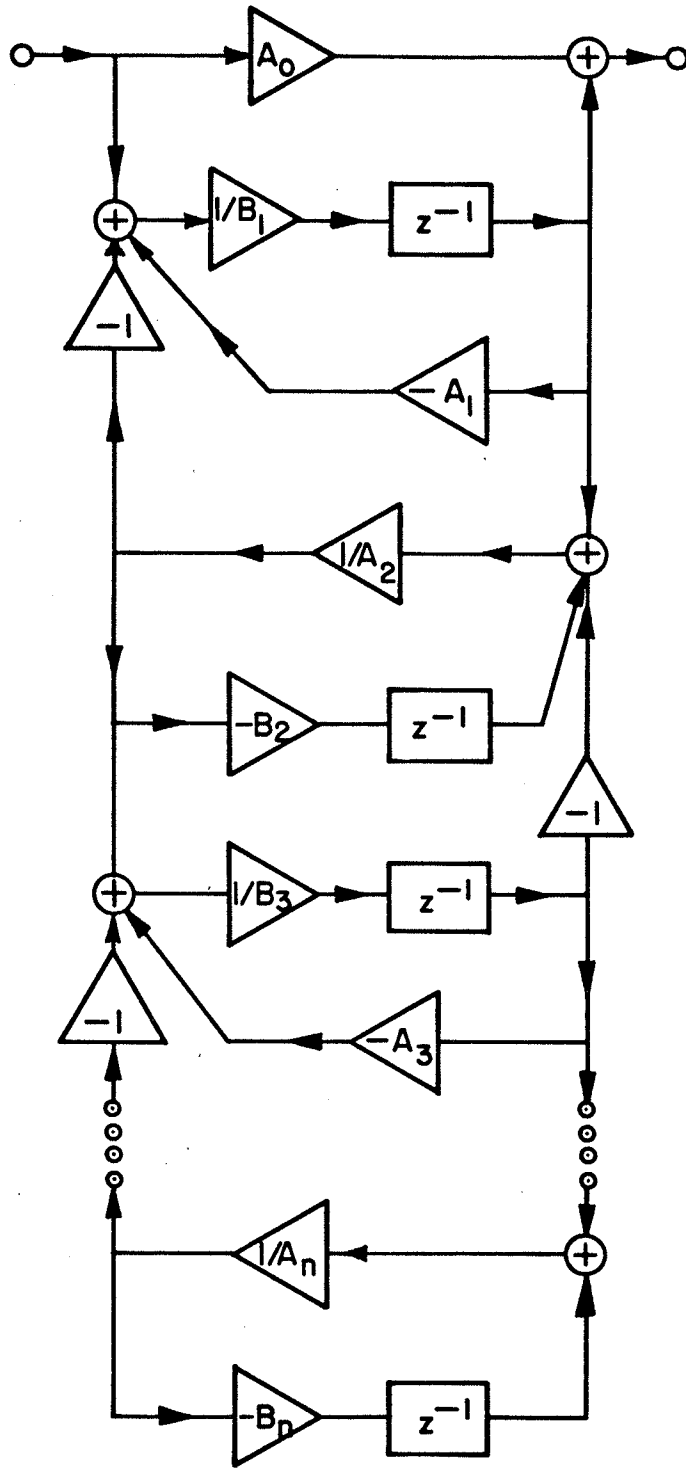 A₀
+
+
1/B₁
z⁻¹
-1
-A₁
1/A₂
+
-B₂
z⁻¹
-1
+
1/B₃
z⁻¹
-1
-A₃
1/Aₙ
+
-Bₙ
z⁻¹